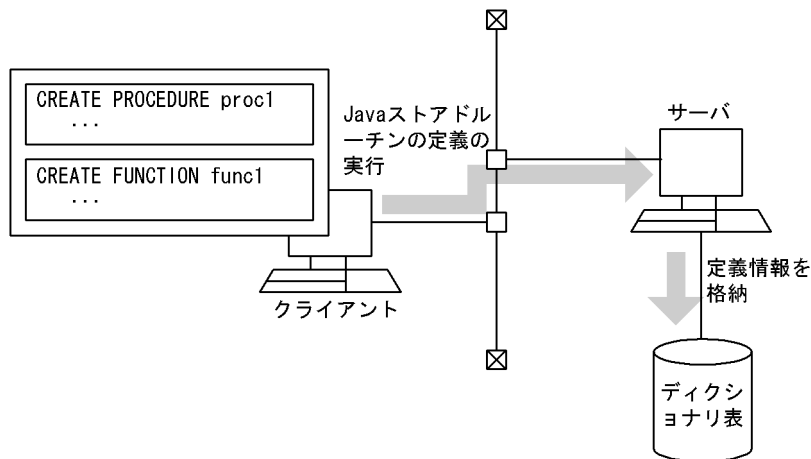 CREATE PROCEDURE proc1
...
CREATE FUNCTION func1
...
Javaストアドル
ーチンの定義の
実行
クライアント
サーバ
定義情報を
格納
ディクシ
ョナリ表